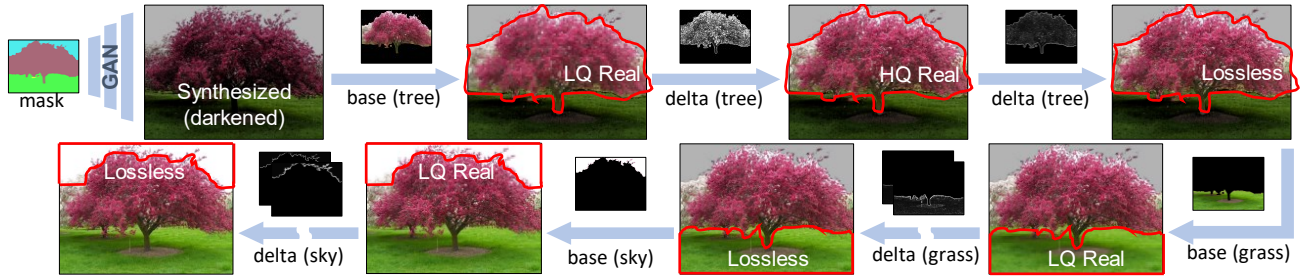 mask
GAN
Synthesized
(darkened)
base (tree)
LQ Real
delta (tree)
HQ Real
delta (tree)
Lossless
Lossless
delta (sky)
LQ Real
base (sky)
Lossless
delta (grass)
LQ Real
base (grass)